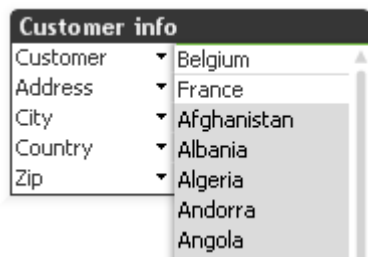 Customer info
Customer
Address
City
Country
Zip
Belgium
France
Afghanistan
Albania
Algeria
Andorra
Angola